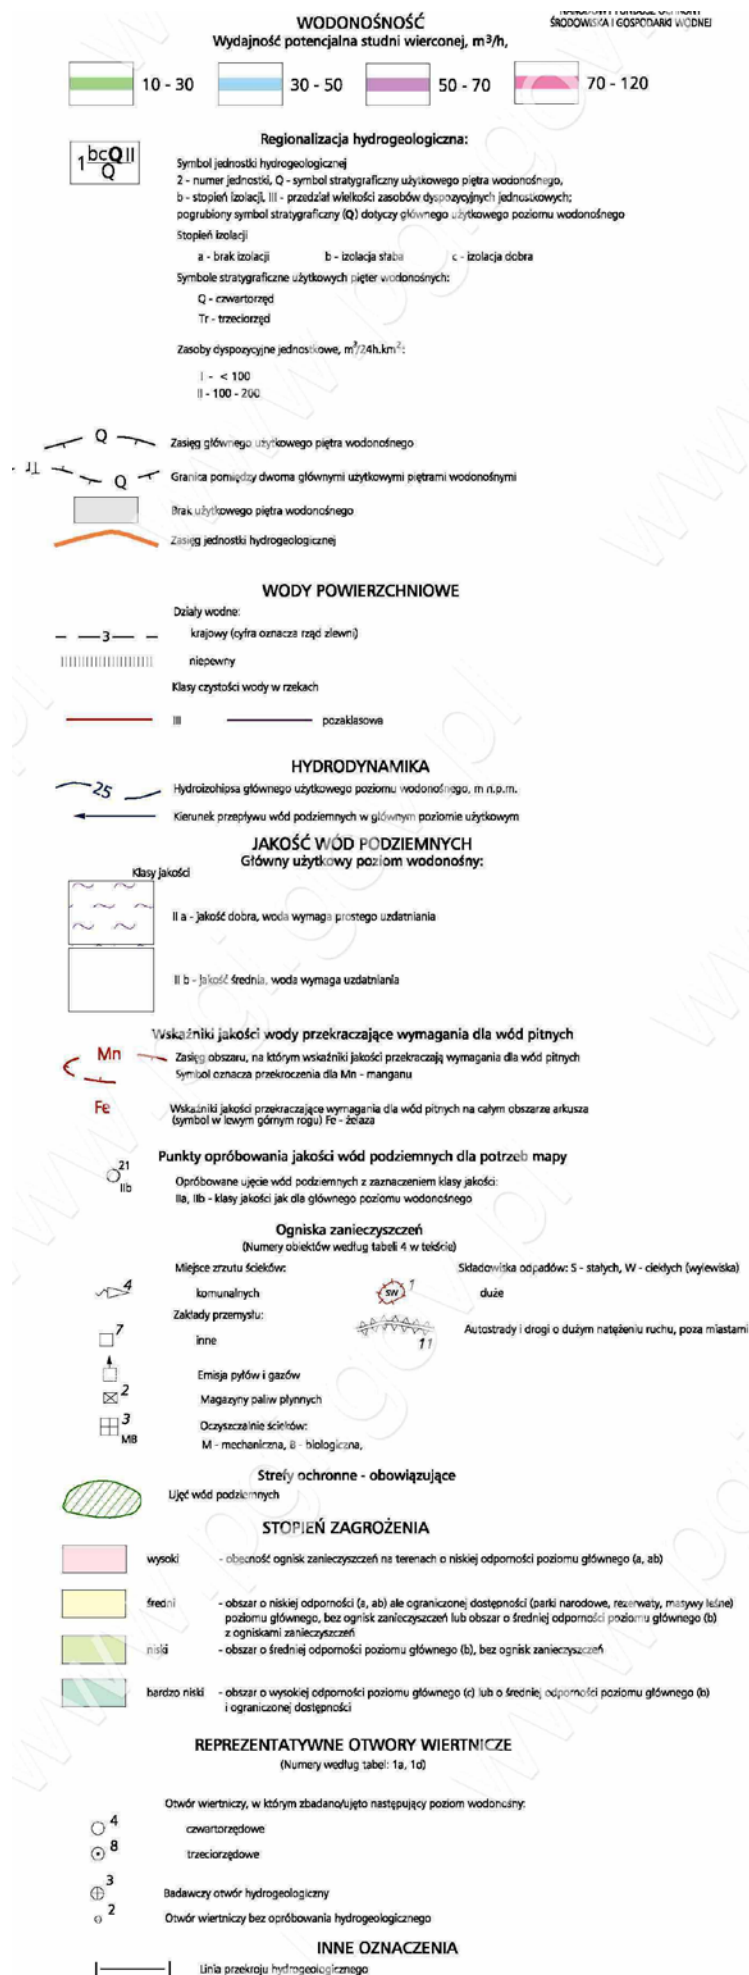 WODONOŚNOŚĆ
ŚRODOWISKA I GOSPODARKI WODNEJ
Wydajność potencjalna studni wierconej, m³/h,
10 - 30
30 - 50
50 - 70
70 - 120
Regionalizacja hydrogeologiczna:
1 bcQII
Q
Symbol jednostki hydrogeologicznej
2 - numer jednostki, Q - symbol stratygraficzny użytkowego piętra wodonośnego,
b - stopień izolacji, III - przedział wielkości zasobów dyspozycyjnych jednostkowych;
pogrubiony symbol stratygraficzny (Q) dotyczy głównego użytkowego poziomu wodonośnego
Stopień izolacji
a - brak izolacji b - izolacja słaba c - izolacja dobra
Symbole stratygraficzne użytkowych pięter wodonośnych:
Q - czwartorzęd
Tr - trzeciorzęd
Zasoby dyspozycyjne jednostkowe, m³/24h.km²:
I - < 100
II - 100 - 200
Q
Zasięg głównego użytkowego piętra wodonośnego
Tr
Q
Granica pomiędzy dwoma głównymi użytkowymi piętrami wodonośnymi
Brak użytkowego piętra wodonośnego
Zasięg jednostki hydrogeologicznej
WODY POWIERZCHNIOWE
Działy wodne:
3
krajowy (cyfra oznacza rząd zlewni)
niepewny
Klasy czystości wody w rzekach
III
pozaklasowa
HYDRODYNAMIKA
25
Hydroizohipsa głównego użytkowego poziomu wodonośnego, m n.p.m.
Kierunek przepływu wód podziemnych w głównym poziomie użytkowym
JAKOŚĆ WÓD PODZIEMNYCH
Główny użytkowy poziom wodonośny:
Klasy jakości
II a - jakość dobra, woda wymaga prostego uzdatniania
II b - jakość średnia, woda wymaga uzdatniania
Wskaźniki jakości wody przekraczające wymagania dla wód pitnych
Mn
Zasięg obszaru, na którym wskaźniki jakości przekraczają wymagania dla wód pitnych
Symbol oznacza przekroczenia dla Mn - manganu
Fe
Wskaźniki jakości przekraczające wymagania dla wód pitnych na całym obszarze arkusza
(symbol w lewym górnym rogu) Fe - żelaza
Punkty opróbowania jakości wód podziemnych dla potrzeb mapy
21
IIb
Opróbowane ujęcie wód podziemnych z zaznaczeniem klasy jakości:
IIa, IIb - klasy jakości jak dla głównego poziomu wodonośnego
Ogniska zanieczyszczeń
(Numery obiektów według tabeli 4 w tekście)
Miejsce zrzutu ścieków:
Składowiska odpadów: S - stałych, W - ciekłych (wylewiska)
4
komunalnych
SW
1
duże
Zakłady przemysłu:
7
inne
11
Autostrady i drogi o dużym natężeniu ruchu, poza miastami
Emisja pyłów i gazów
2
Magazyny paliw płynnych
3
MB
Oczyszczalnie ścieków:
M - mechaniczna, B - biologiczna,
Strefy ochronne - obowiązujące
Ujęć wód podziemnych
STOPIEŃ ZAGROŻENIA
wysoki - obecność ognisk zanieczyszczeń na terenach o niskiej odporności poziomu głównego (a, ab)
średni - obszar o niskiej odporności (a, ab) ale ograniczonej dostępności (parki narodowe, rezerwaty, masywy leśne)
poziomu głównego, bez ognisk zanieczyszczeń lub obszar o średniej odporności poziomu głównego (b)
z ogniskami zanieczyszczeń
niski - obszar o średniej odporności poziomu głównego (b), bez ognisk zanieczyszczeń
bardzo niski - obszar o wysokiej odporności poziomu głównego (c) lub o średniej odporności poziomu głównego (b)
i ograniczonej dostępności
REPREZENTATYWNE OTWORY WIERTNICZE
(Numery według tabel: 1a, 1d)
Otwór wiertniczy, w którym zbadano/ujęto następujący poziom wodonośny:
4
czwartorzędowe
8
trzeciorzędowe
3
Badawczy otwór hydrogeologiczny
2
Otwór wiertniczy bez opróbowania hydrogeologicznego
INNE OZNACZENIA
Linia przekroju hydrogeologicznego
www.pgi.gov.pl